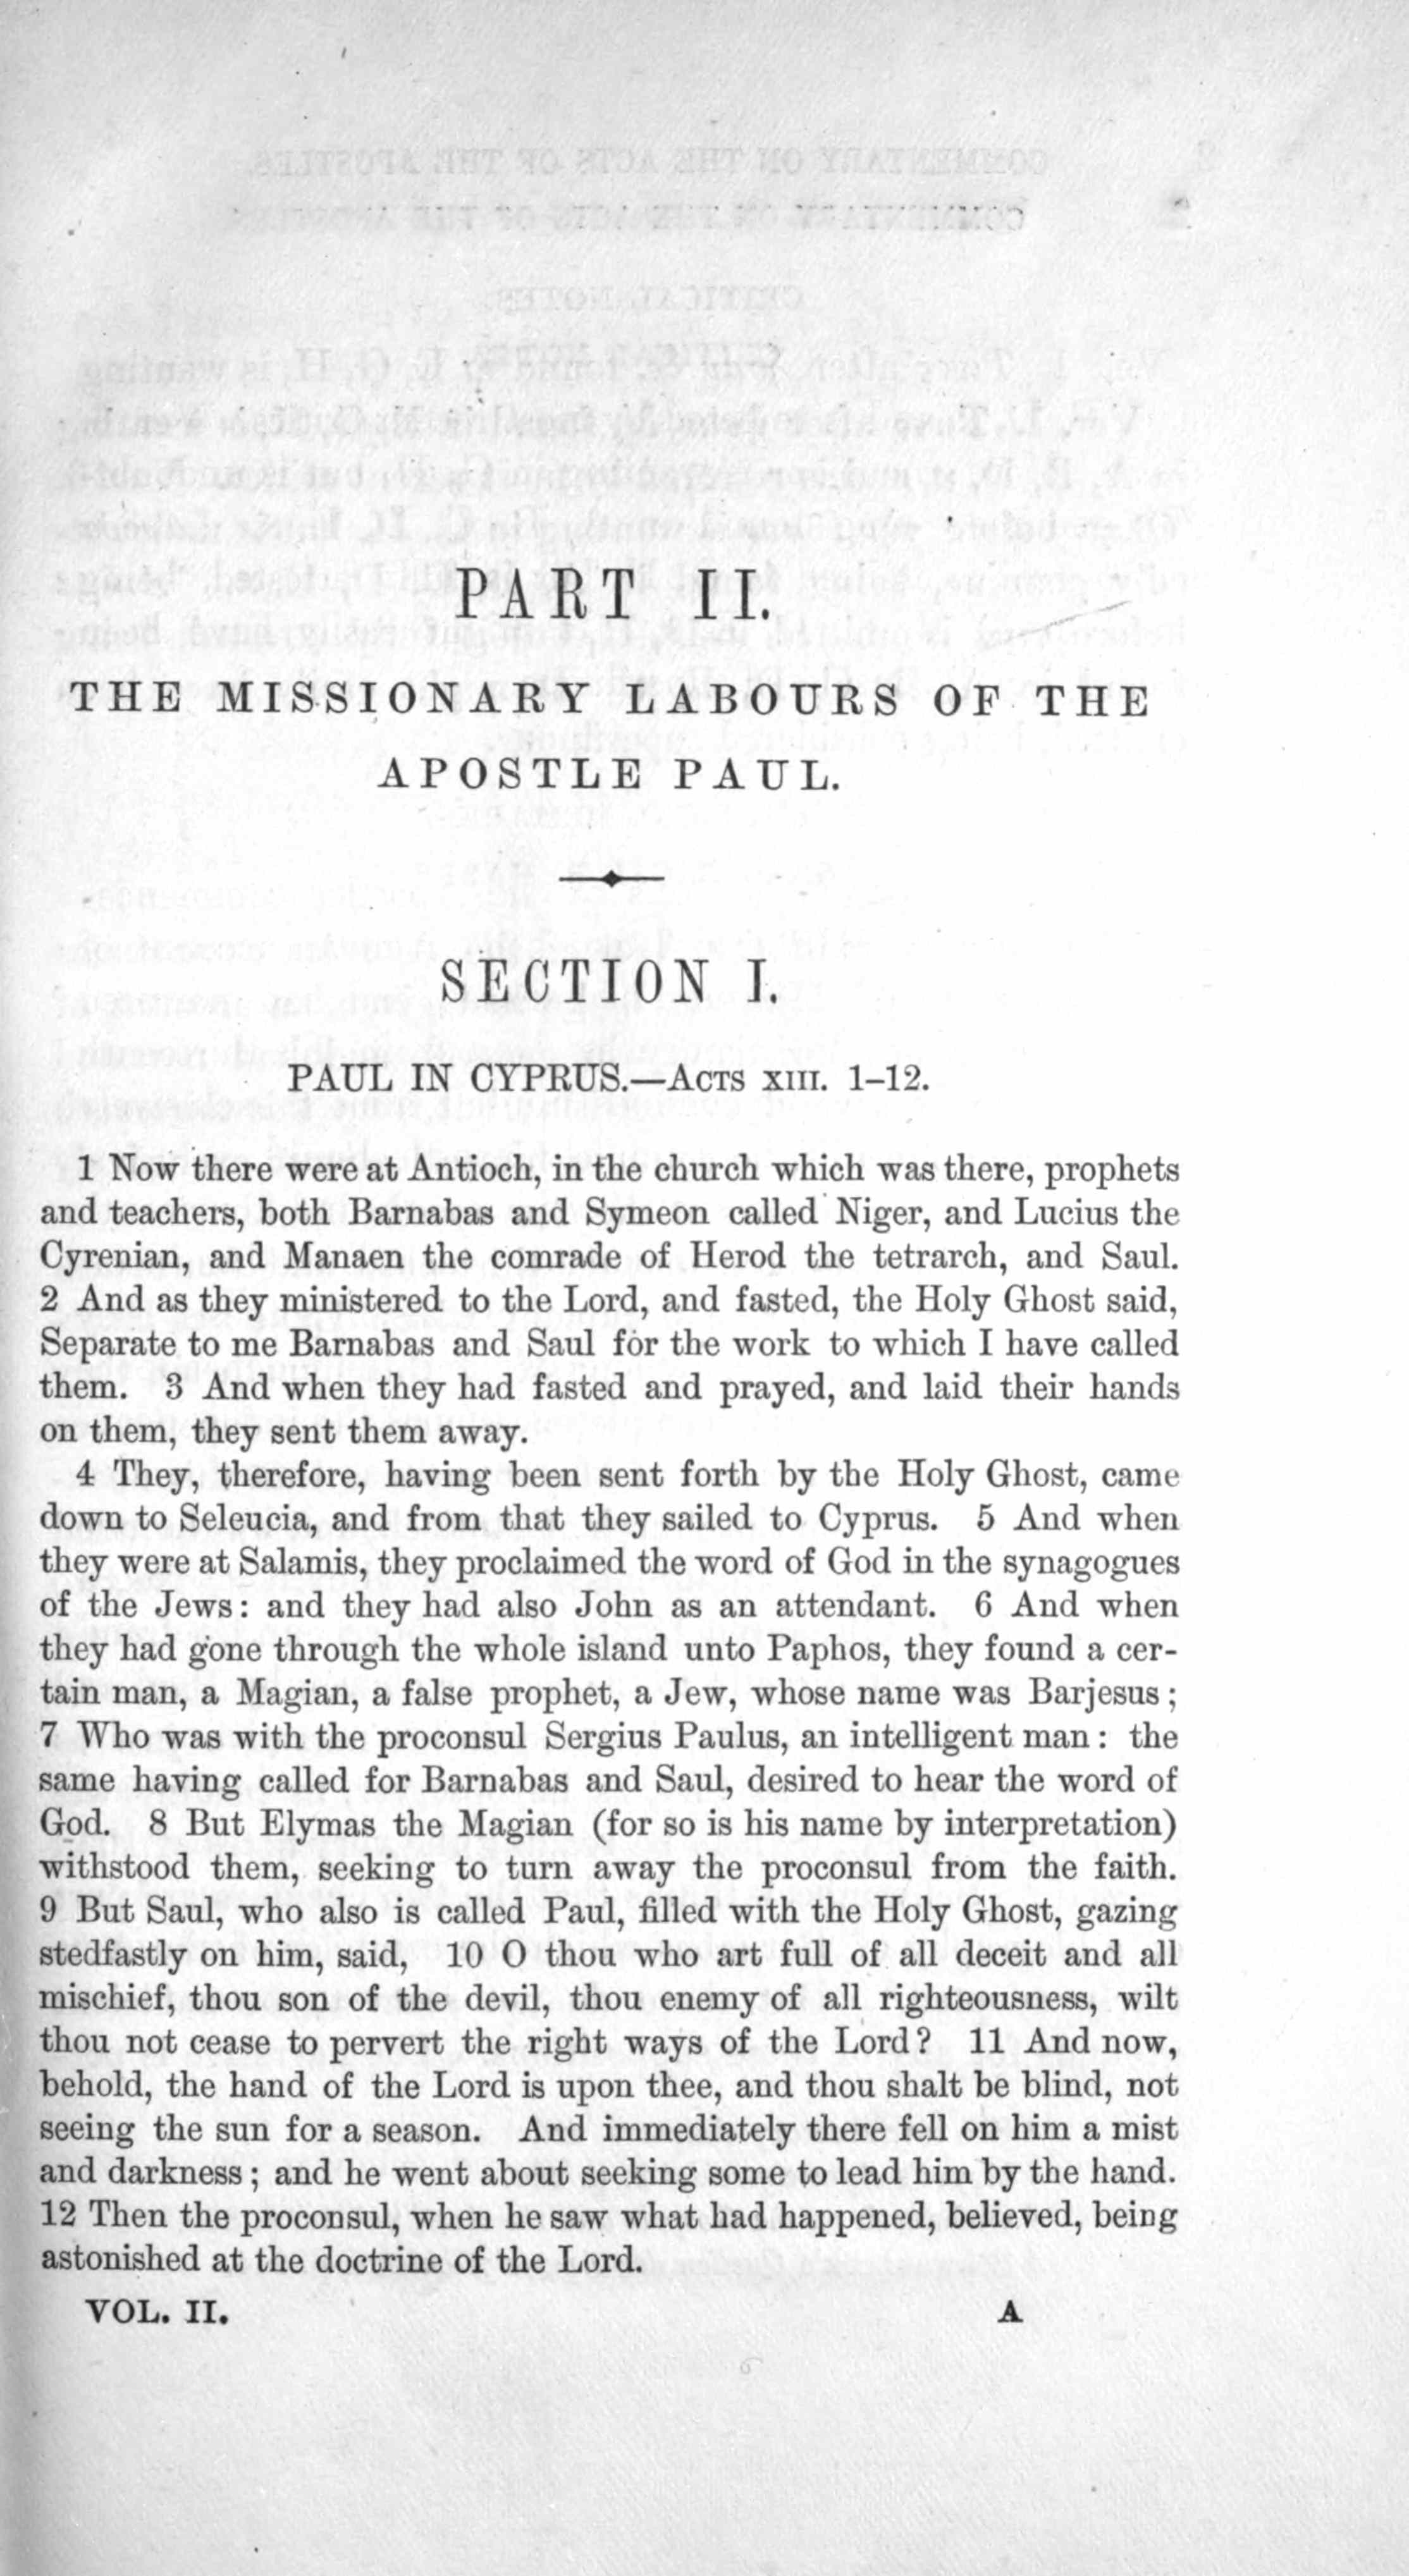 PART II.
THE MISSIONARY LABOURS OF THE
APOSTLE PAUL.
SECTION I.
PAUL IN CYPRUS.—ACTS XIII. 1–12.
1 Now there were at Antioch, in the church which was there, prophets
and teachers, both Barnabas and Symeon called Niger, and Lucius the
Cyrenian, and Manaen the comrade of Herod the tetrarch, and Saul.
2 And as they ministered to the Lord, and fasted, the Holy Ghost said,
Separate to me Barnabas and Saul for the work to which I have called
them. 3 And when they had fasted and prayed, and laid their hands
on them, they sent them away.
4 They, therefore, having been sent forth by the Holy Ghost, came
down to Seleucia, and from that they sailed to Cyprus. 5 And when
they were at Salamis, they proclaimed the word of God in the synagogues
of the Jews: and they had also John as an attendant. 6 And when
they had gone through the whole island unto Paphos, they found a cer-
tain man, a Magian, a false prophet, a Jew, whose name was Barjesus;
7 Who was with the proconsul Sergius Paulus, an intelligent man: the
same having called for Barnabas and Saul, desired to hear the word of
God. 8 But Elymas the Magian (for so is his name by interpretation)
withstood them, seeking to turn away the proconsul from the faith.
9 But Saul, who also is called Paul, filled with the Holy Ghost, gazing
stedfastly on him, said, 10 O thou who art full of all deceit and all
mischief, thou son of the devil, thou enemy of all righteousness, wilt
thou not cease to pervert the right ways of the Lord? 11 And now,
behold, the hand of the Lord is upon thee, and thou shalt be blind, not
seeing the sun for a season. And immediately there fell on him a mist
and darkness; and he went about seeking some to lead him by the hand.
12 Then the proconsul, when he saw what had happened, believed, being
astonished at the doctrine of the Lord.
VOL. II. A